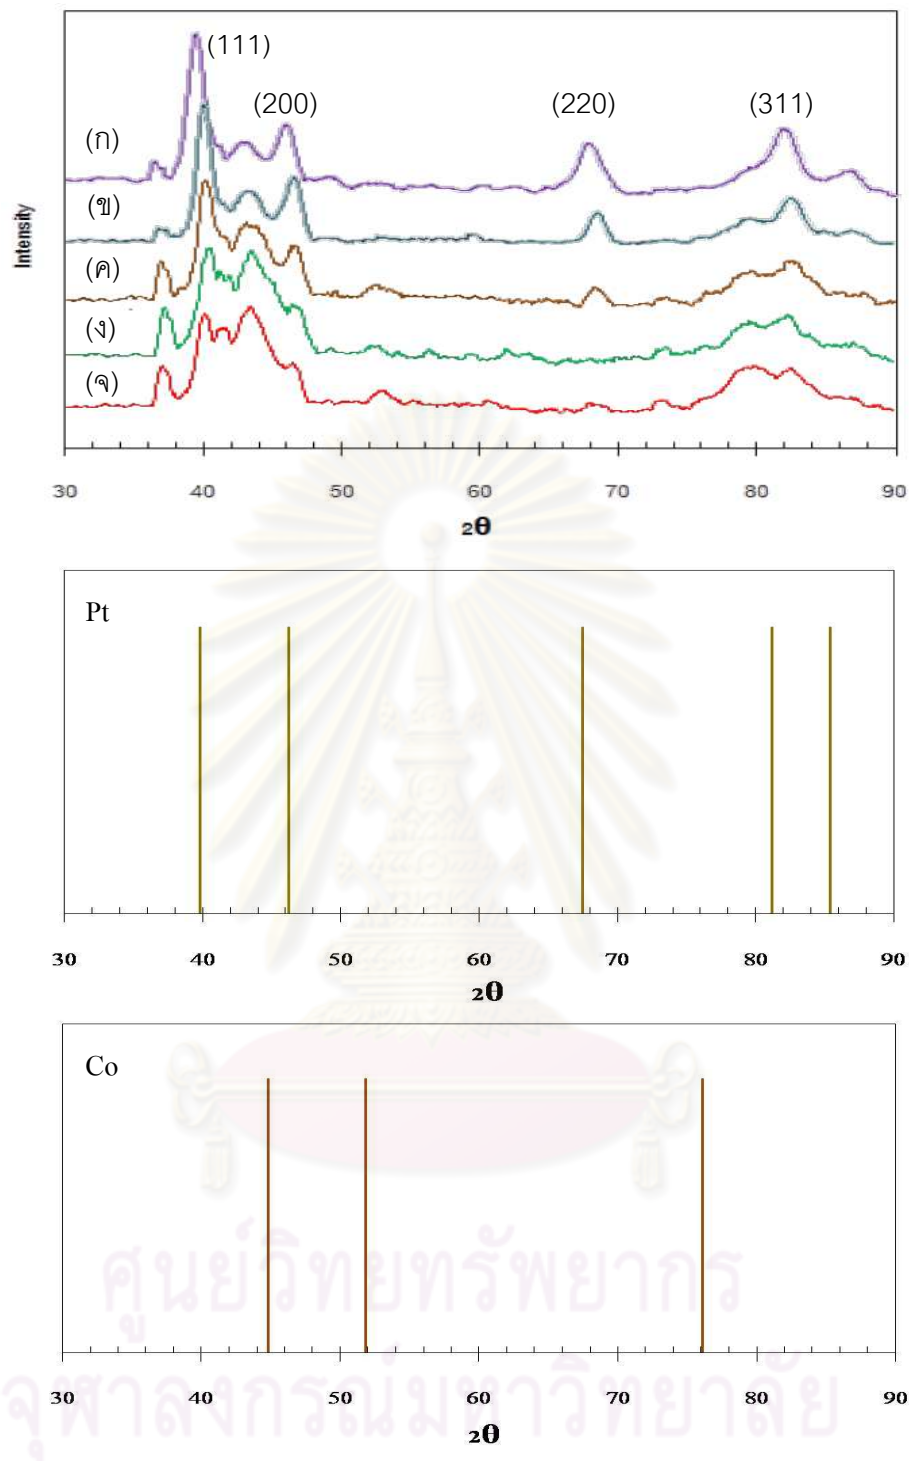 (111)
(200) (220) (311)
(ก)
(ข)
(ค)
(ง)
(จ)
Intensity
30 40 50 60 70 80 90
2θ
Pt
30 40 50 60 70 80 90
2θ
Co
30 40 50 60 70 80 90
2θ
ศูนย์วิทยทรัพยากร
จุฬาลงกรณ์มหาวิทยาลัย